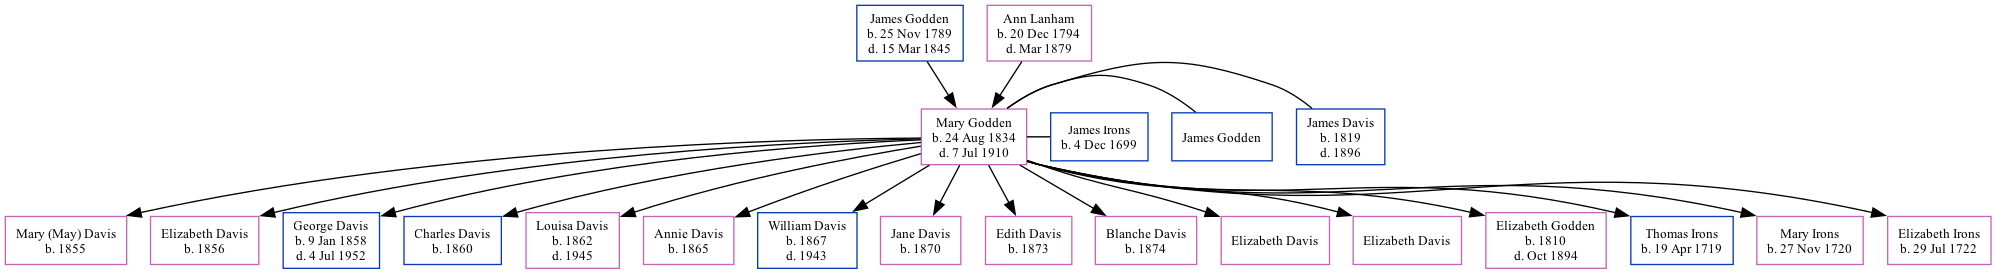 James Godden
b. 25 Nov 1789
d. 15 Mar 1845
Ann Lanham
b. 20 Dec 1794
d. Mar 1879
Mary Godden
b. 24 Aug 1834
d. 7 Jul 1910
James Irons
b. 4 Dec 1699
James Godden
James Davis
b. 1819
d. 1896
Mary (May) Davis
b. 1855
Elizabeth Davis
b. 1856
George Davis
b. 9 Jan 1858
d. 4 Jul 1952
Charles Davis
b. 1860
Louisa Davis
b. 1862
d. 1945
Annie Davis
b. 1865
William Davis
b. 1867
d. 1943
Jane Davis
b. 1870
Edith Davis
b. 1873
Blanche Davis
b. 1874
Elizabeth Davis
Elizabeth Davis
Elizabeth Godden
b. 1810
d. Oct 1894
Thomas Irons
b. 19 Apr 1719
Mary Irons
b. 27 Nov 1720
Elizabeth Irons
b. 29 Jul 1722